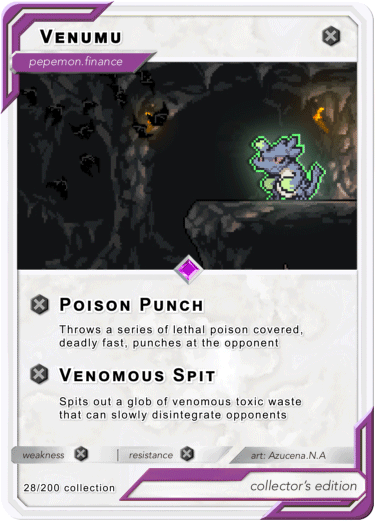 Venumu
pepemon.finance
Poison Punch
Throws a series of lethal poison covered,
deadly fast, punches at the opponent
Venomous Spit
Spits out a glob of venomous toxic waste
that can slowly disintegrate opponents
weakness | resistance art: Azucena.N.A
28/200 collection collector's edition